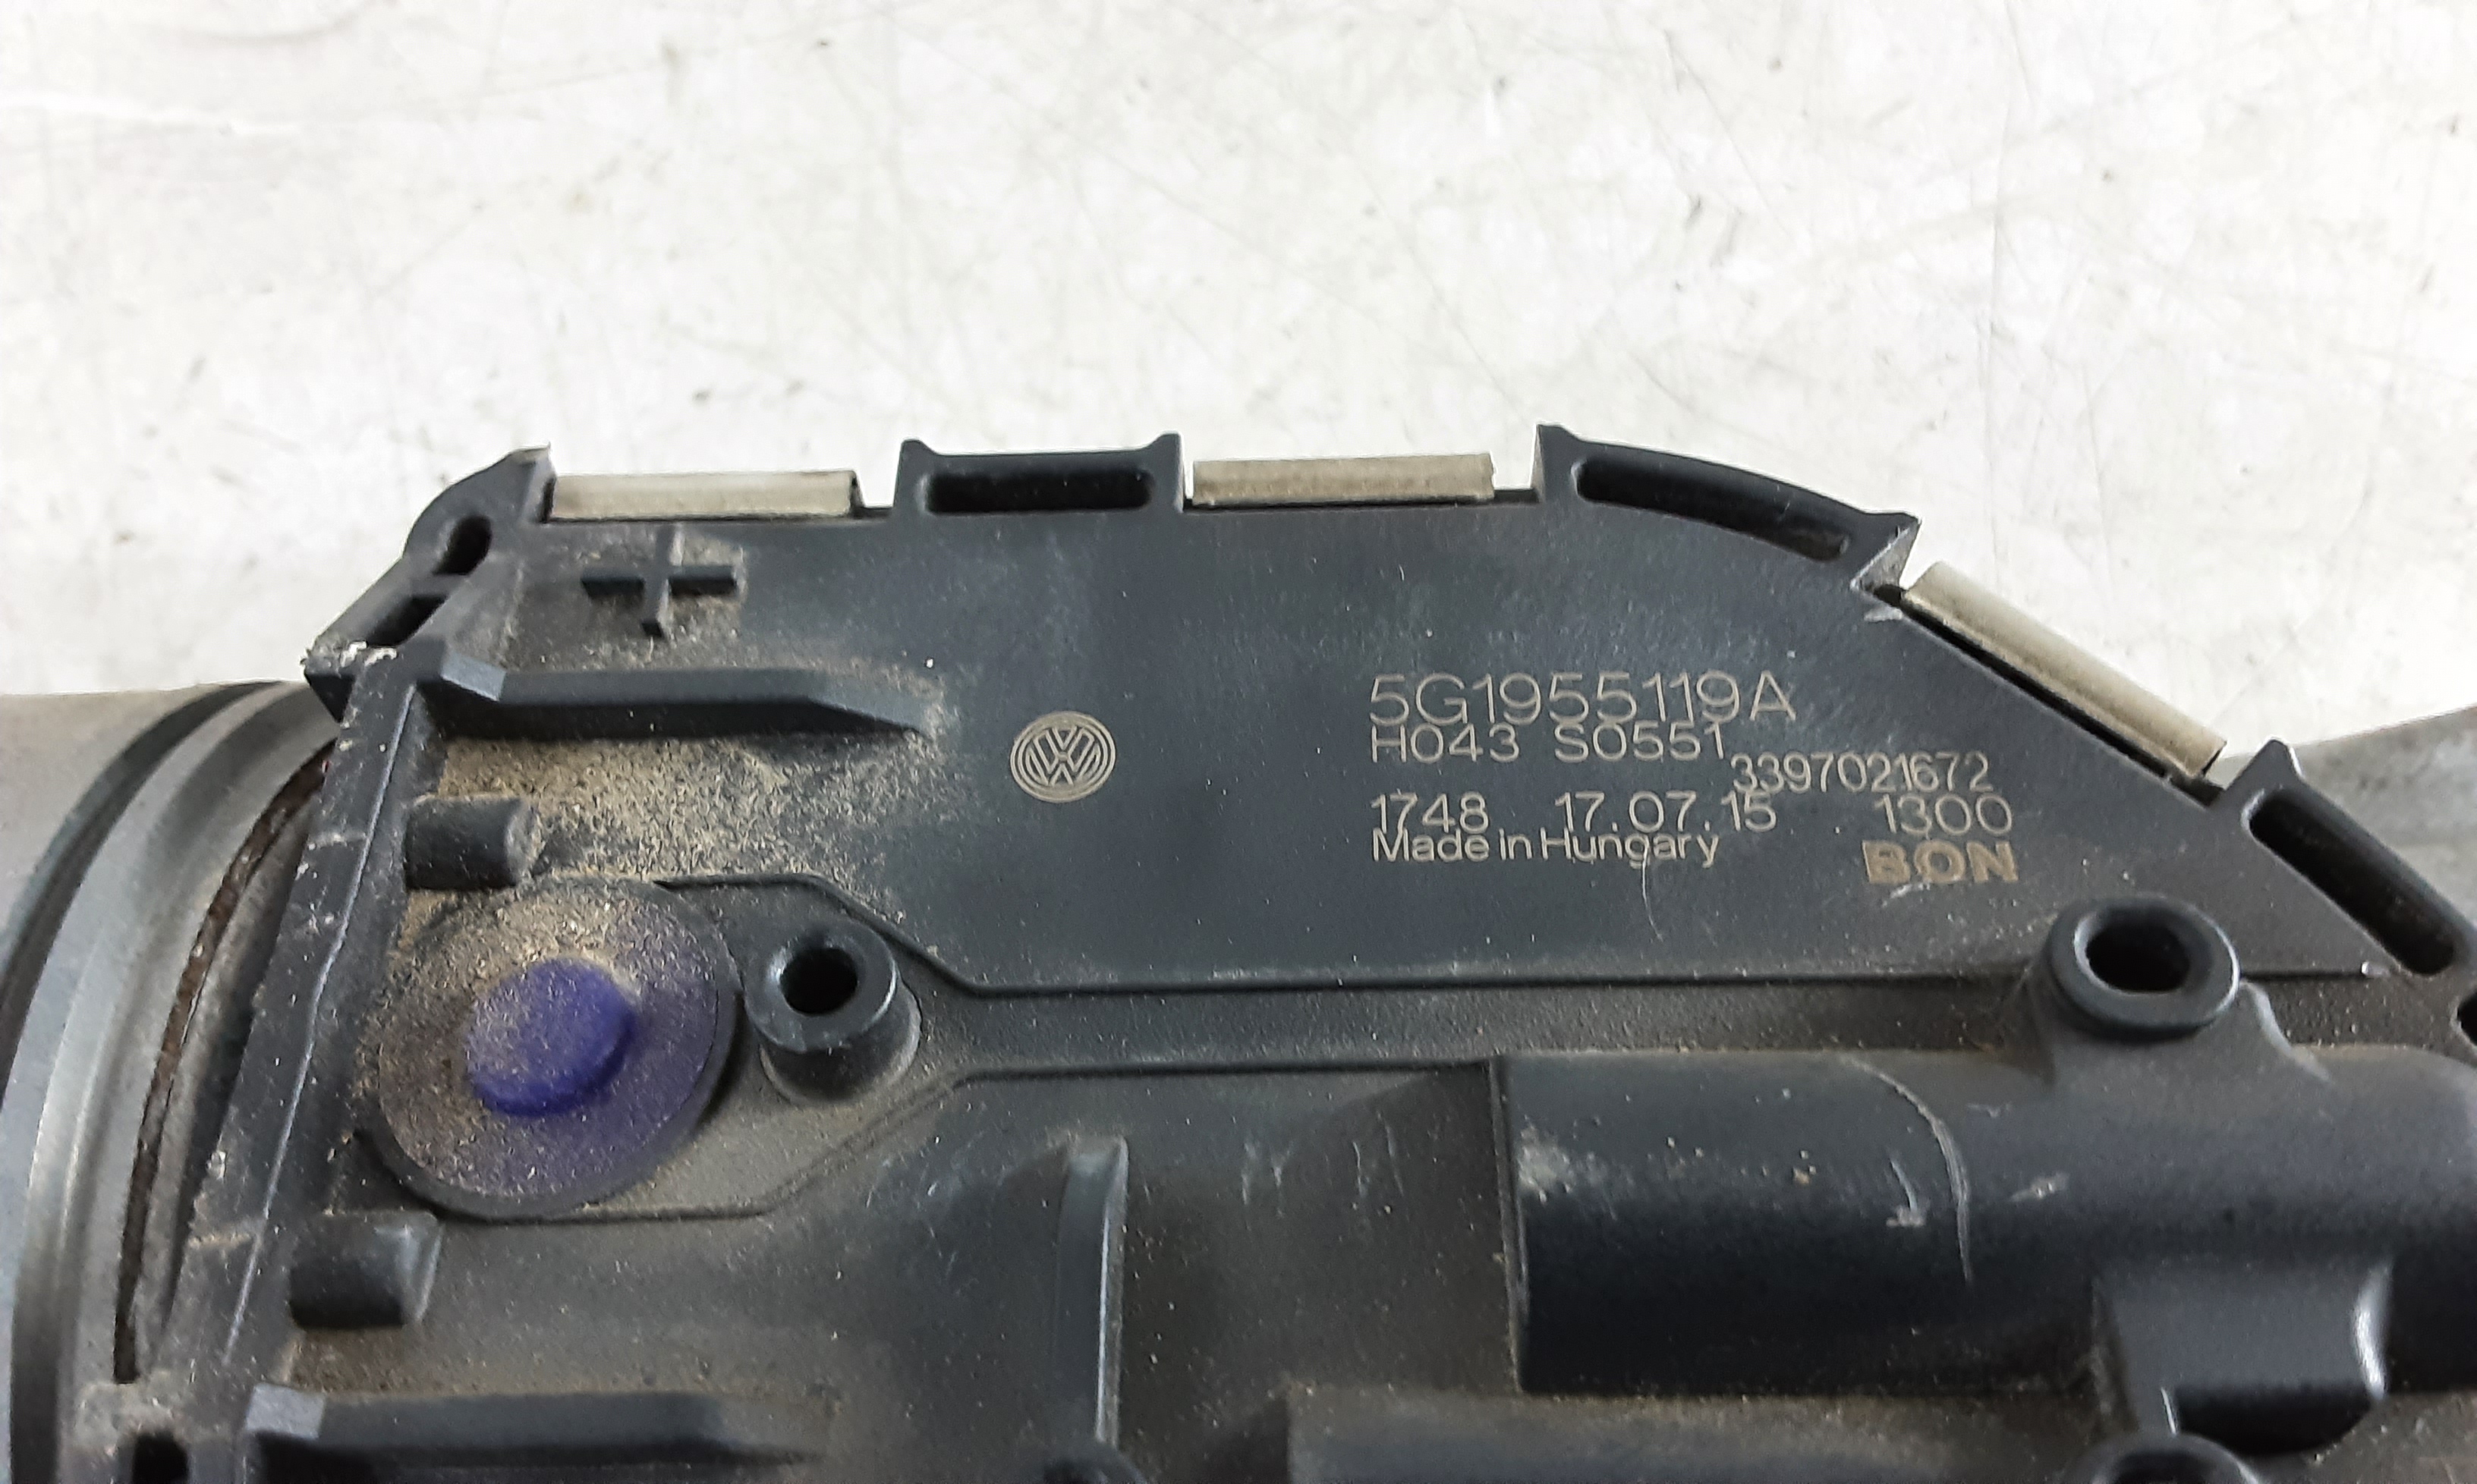 5G1955119A
H043 S0551
3397021672
1748 17.07.15 1300
Made in Hungary BON